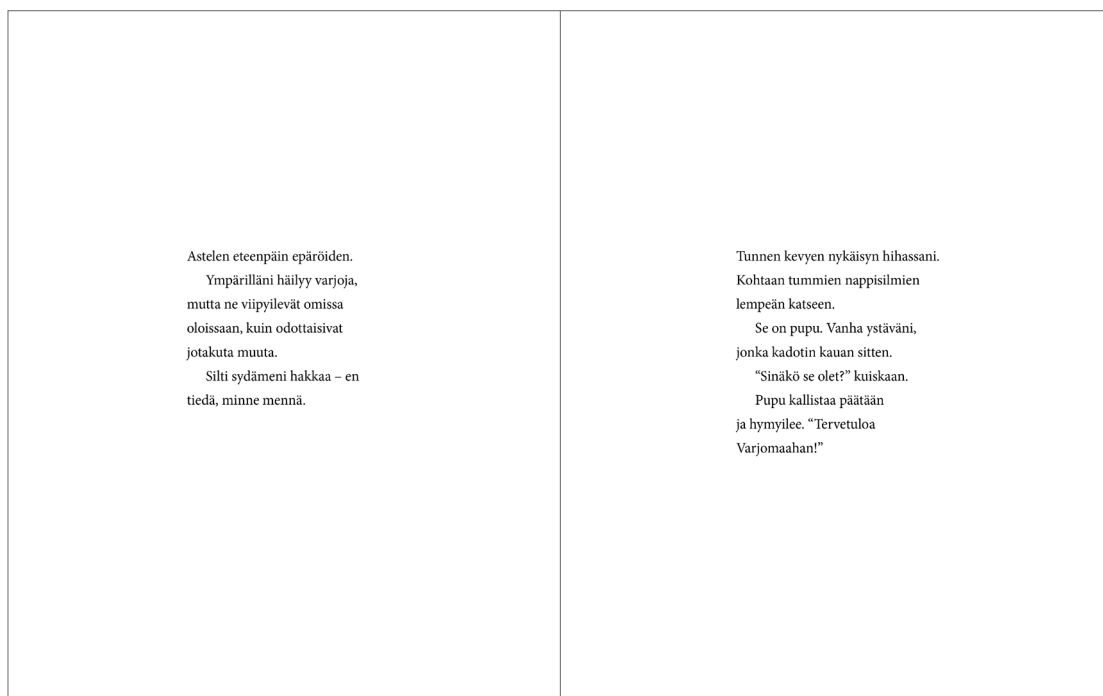 Astelen eteenpäin epäröiden.
Ympärilläni häilyy varjoja,
mutta ne viipyilevät omissa
oloissaan, kuin odottaisivat
jotakuta muuta.
Silti sydämeni hakkaa – en
tiedä, minne mennä.
Tunnen kevyen nykäisyn hihassani.
Kohtaan tummien nappisilmien
lempeän katseen.
Se on pupu. Vanha ystäväni,
jonka kadotin kauan sitten.
“Sinäkö se olet?” kuiskaan.
Pupu kallistaa päätään
ja hymyilee. “Tervetuloa
Varjomaahan!”